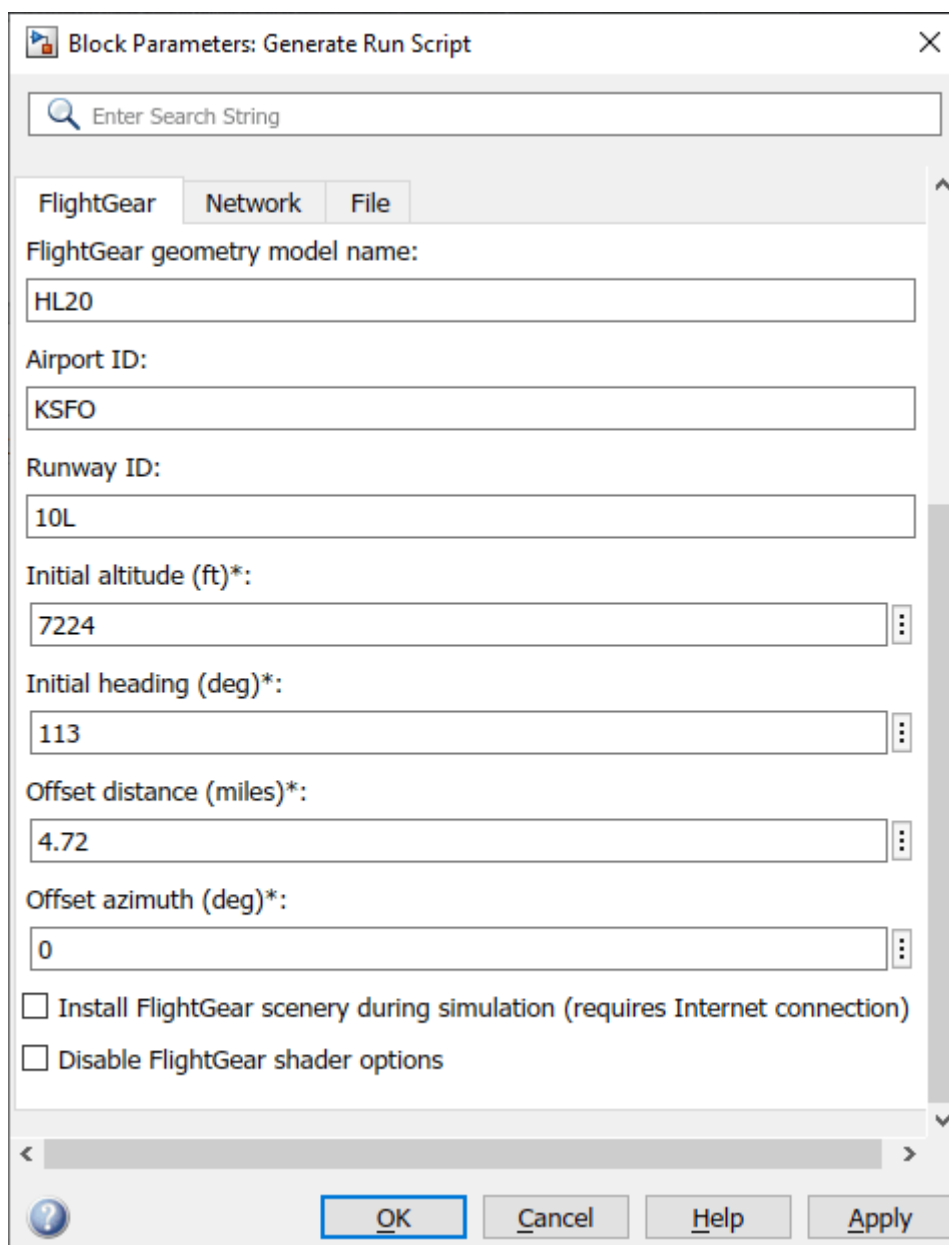 Block Parameters: Generate Run Script
Enter Search String
FlightGear Network File
FlightGear geometry model name:
HL20
Airport ID:
KSFO
Runway ID:
10L
Initial altitude (ft)*:
7224
Initial heading (deg)*:
113
Offset distance (miles)*:
4.72
Offset azimuth (deg)*:
0
Install FlightGear scenery during simulation (requires Internet connection)
Disable FlightGear shader options
OK Cancel Help Apply